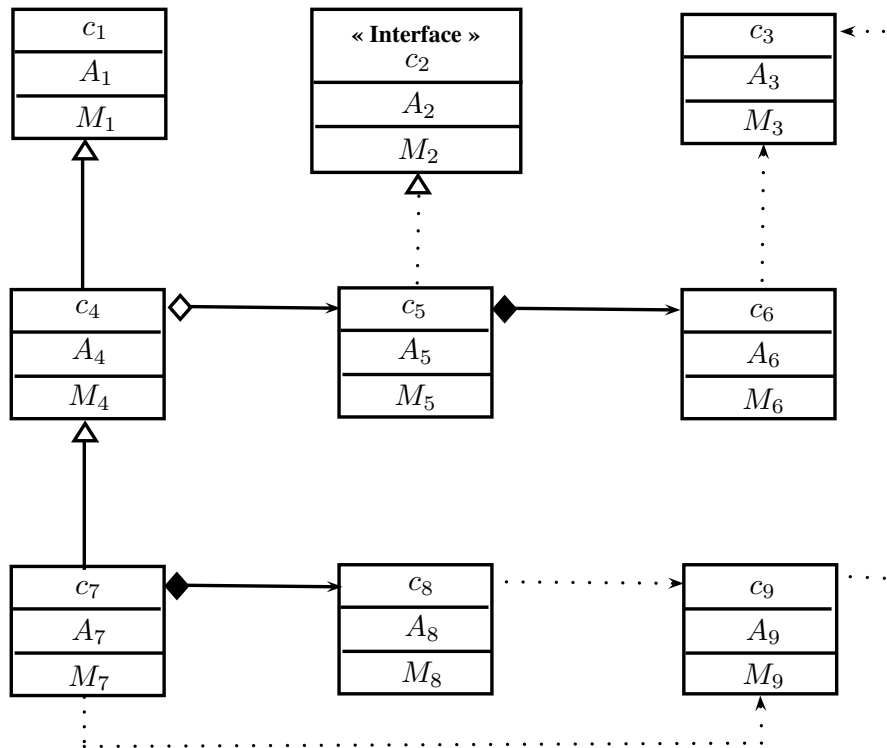 c₁
A₁
M₁
« Interface »
c₂
A₂
M₂
c₃
A₃
M₃
c₄
A₄
M₄
c₅
A₅
M₅
c₆
A₆
M₆
c₇
A₇
M₇
c₈
A₈
M₈
c₉
A₉
M₉